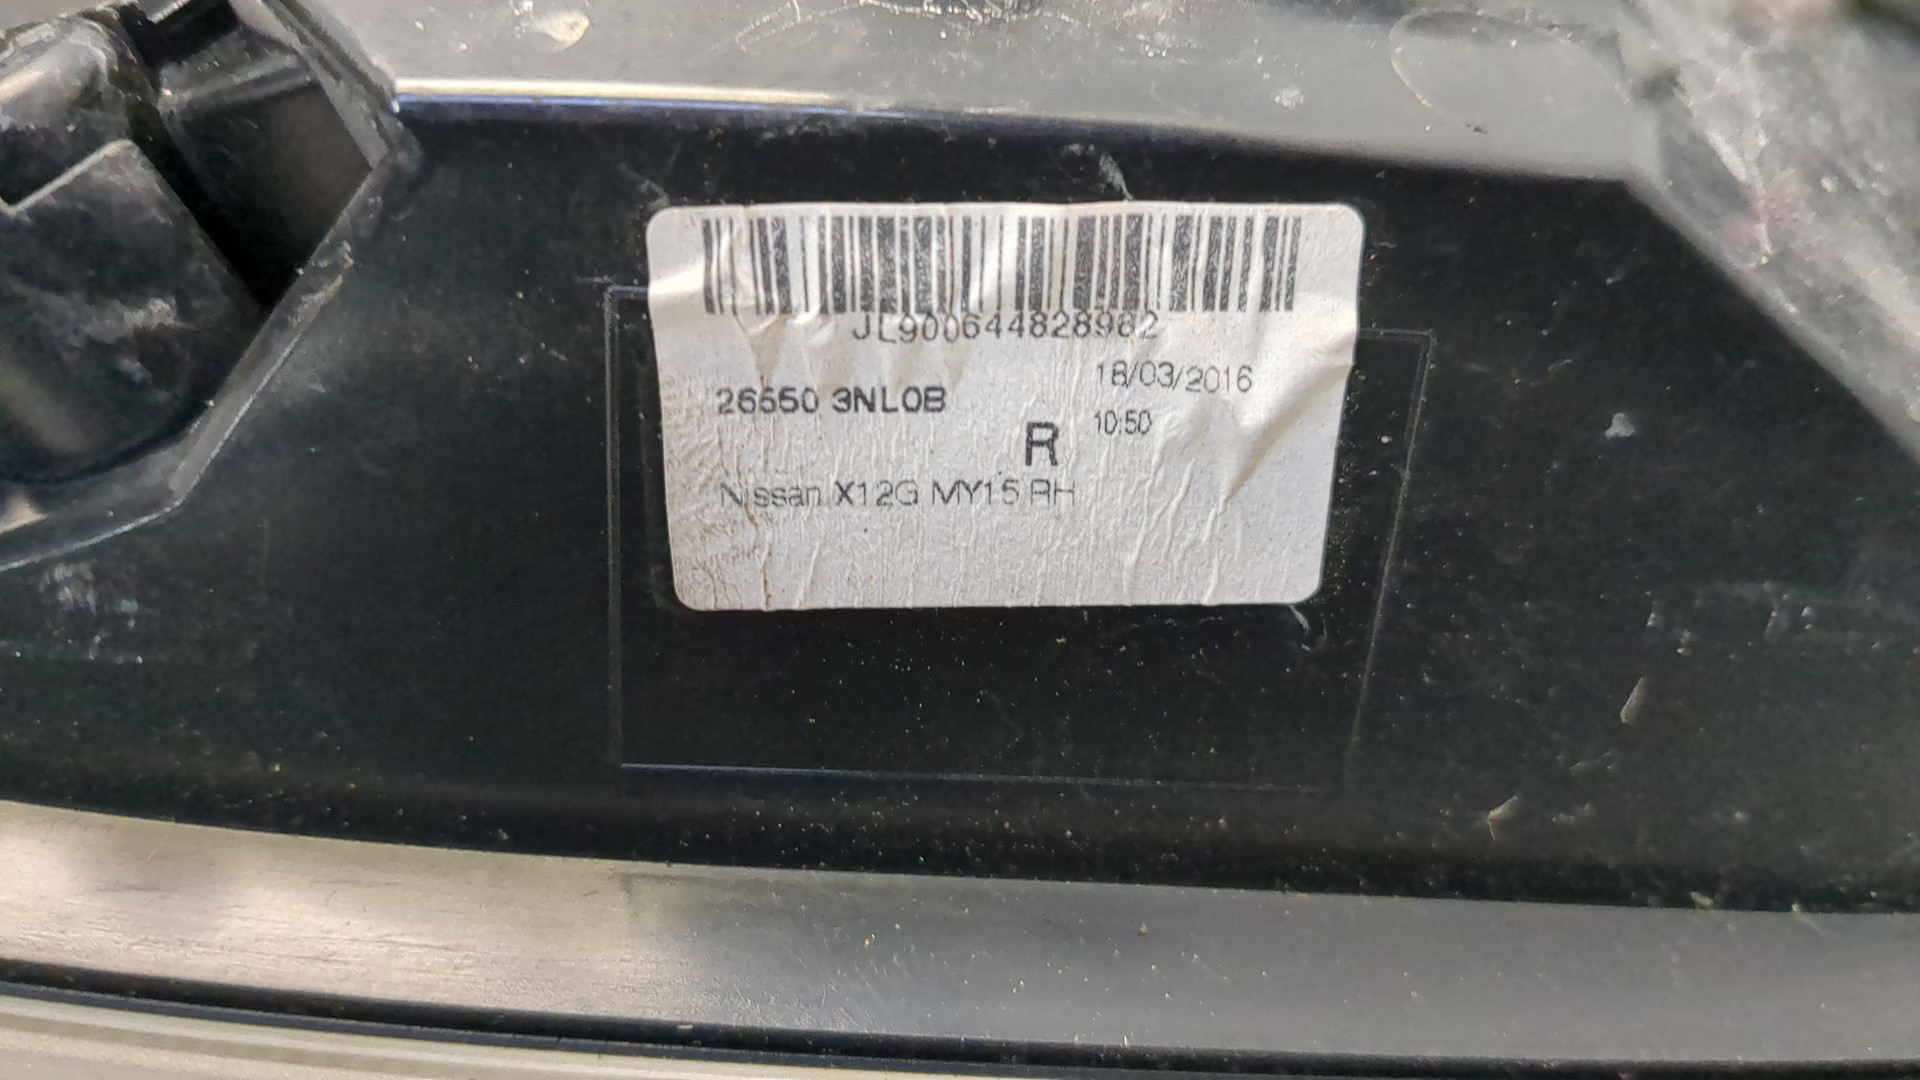 JL900644828982
18/03/2016
26550 3NL0B
10:50
R
Nissan X12G MY15 RH